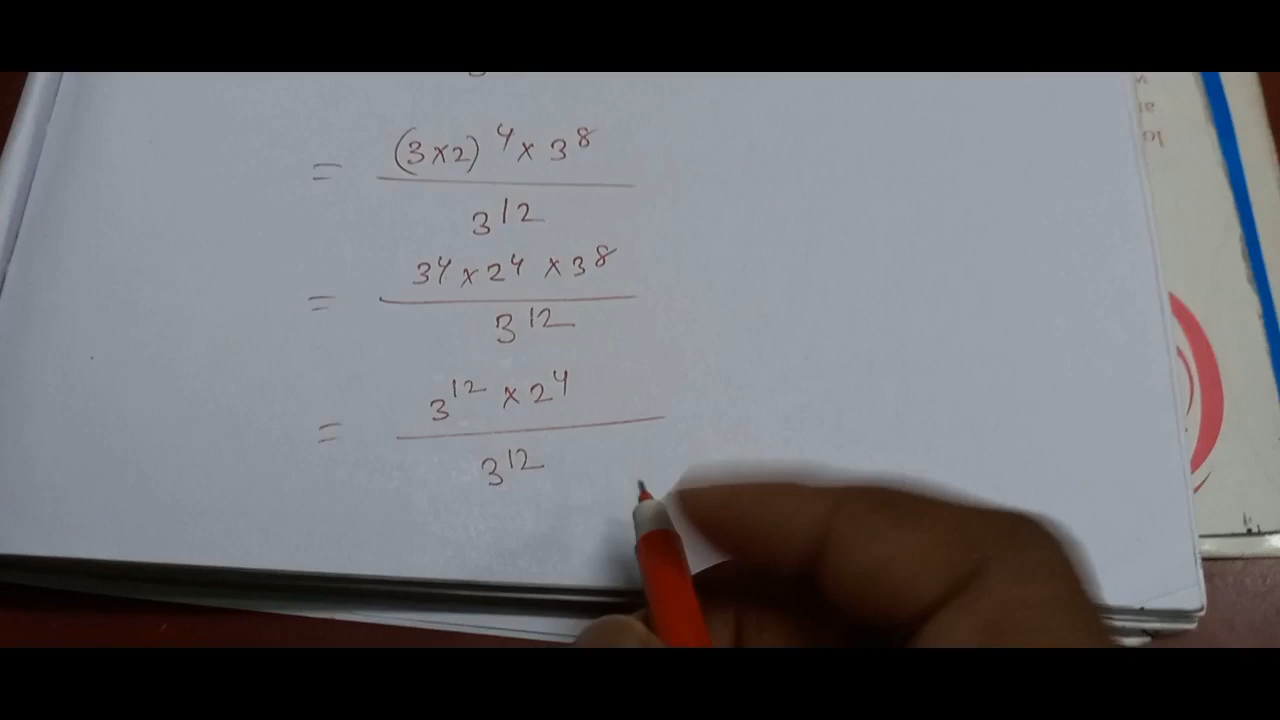 = (3×2)⁴ × 3⁸
3¹²
= 3⁴ × 2⁴ × 3⁸
3¹²
= 3¹² × 2⁴
3¹²